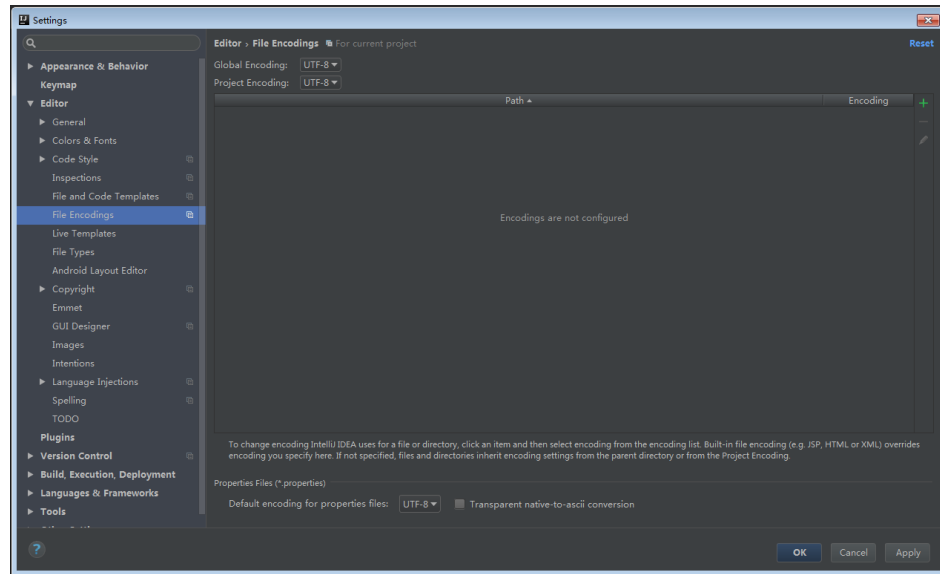 Settings
Editor › File Encodings For current project
Reset
Appearance & Behavior
Keymap
Editor
General
Colors & Fonts
Code Style
Inspections
File and Code Templates
File Encodings
Live Templates
File Types
Android Layout Editor
Copyright
Emmet
GUI Designer
Images
Intentions
Language Injections
Spelling
TODO
Plugins
Version Control
Build, Execution, Deployment
Languages & Frameworks
Tools
Global Encoding: UTF-8
Project Encoding: UTF-8
Path Encoding
Encodings are not configured
To change encoding IntelliJ IDEA uses for a file or directory, click an item and then select encoding from the encoding list. Built-in file encoding (e.g. JSP, HTML or XML) overrides
encoding you specify here. If not specified, files and directories inherit encoding settings from the parent directory or from the Project Encoding.
Properties Files (*.properties)
Default encoding for properties files: UTF-8 Transparent native-to-ascii conversion
?
OK Cancel Apply